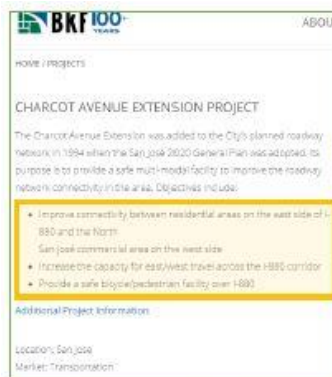 BKF 100+
YEARS
ABOU
HOME / PROJECTS
CHARCOT AVENUE EXTENSION PROJECT
The Charcot Avenue Extension was added to the City's planned roadway
network in 1994 when the San José 2020 General Plan was adopted. Its
purpose is to provide a safe multi-modal facility to improve the roadway
network connectivity in the area. Objectives include:
• Improve connectivity between residential areas on the east side of I-
880 and the North
San José commercial area on the west side
• Increase the capacity for east/west travel across the I-880 corridor
• Provide a safe bicycle/pedestrian facility over I-880
Additional Project Information
Location: San José
Market: Transportation